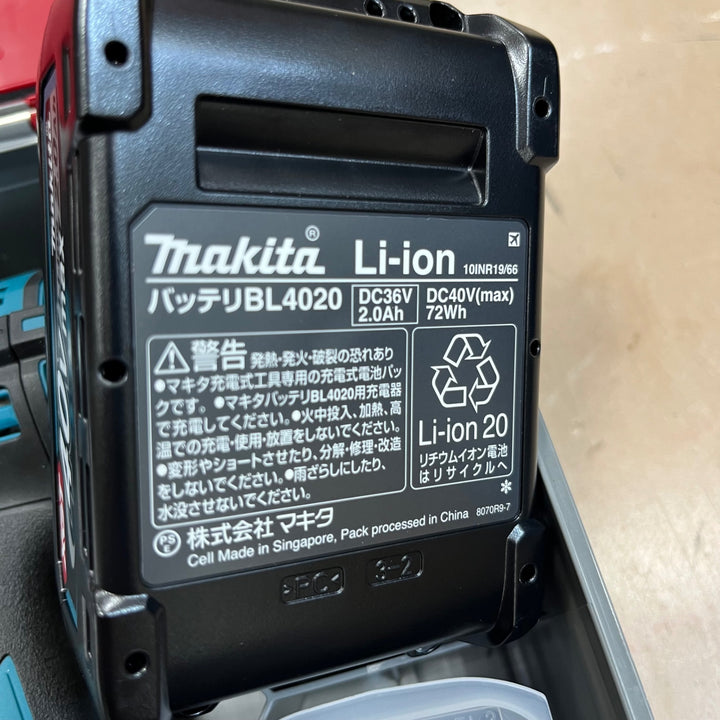 makita® Li-ion 10INR19/66
バッテリBL4020 DC36V 2.0Ah DC40V(max) 72Wh
⚠警告 発熱・発火・破裂の恐れあり
●マキタ充電式工具専用の充電式電池パッ
クです。●マキタバッテリBL4020用充電器
で充電してください。●火中投入、加熱、高
温での充電・使用・放置をしないでください。
●変形やショートさせたり、分解・修理・改造
をしないでください。●雨ざらしにしたり、
水没させないでください。
Li-ion 20
リチウムイオン電池
はリサイクルへ
PSE 株式会社 マキタ
Cell Made in Singapore, Pack processed in China 8070R9-7
*
>PC<
3-2